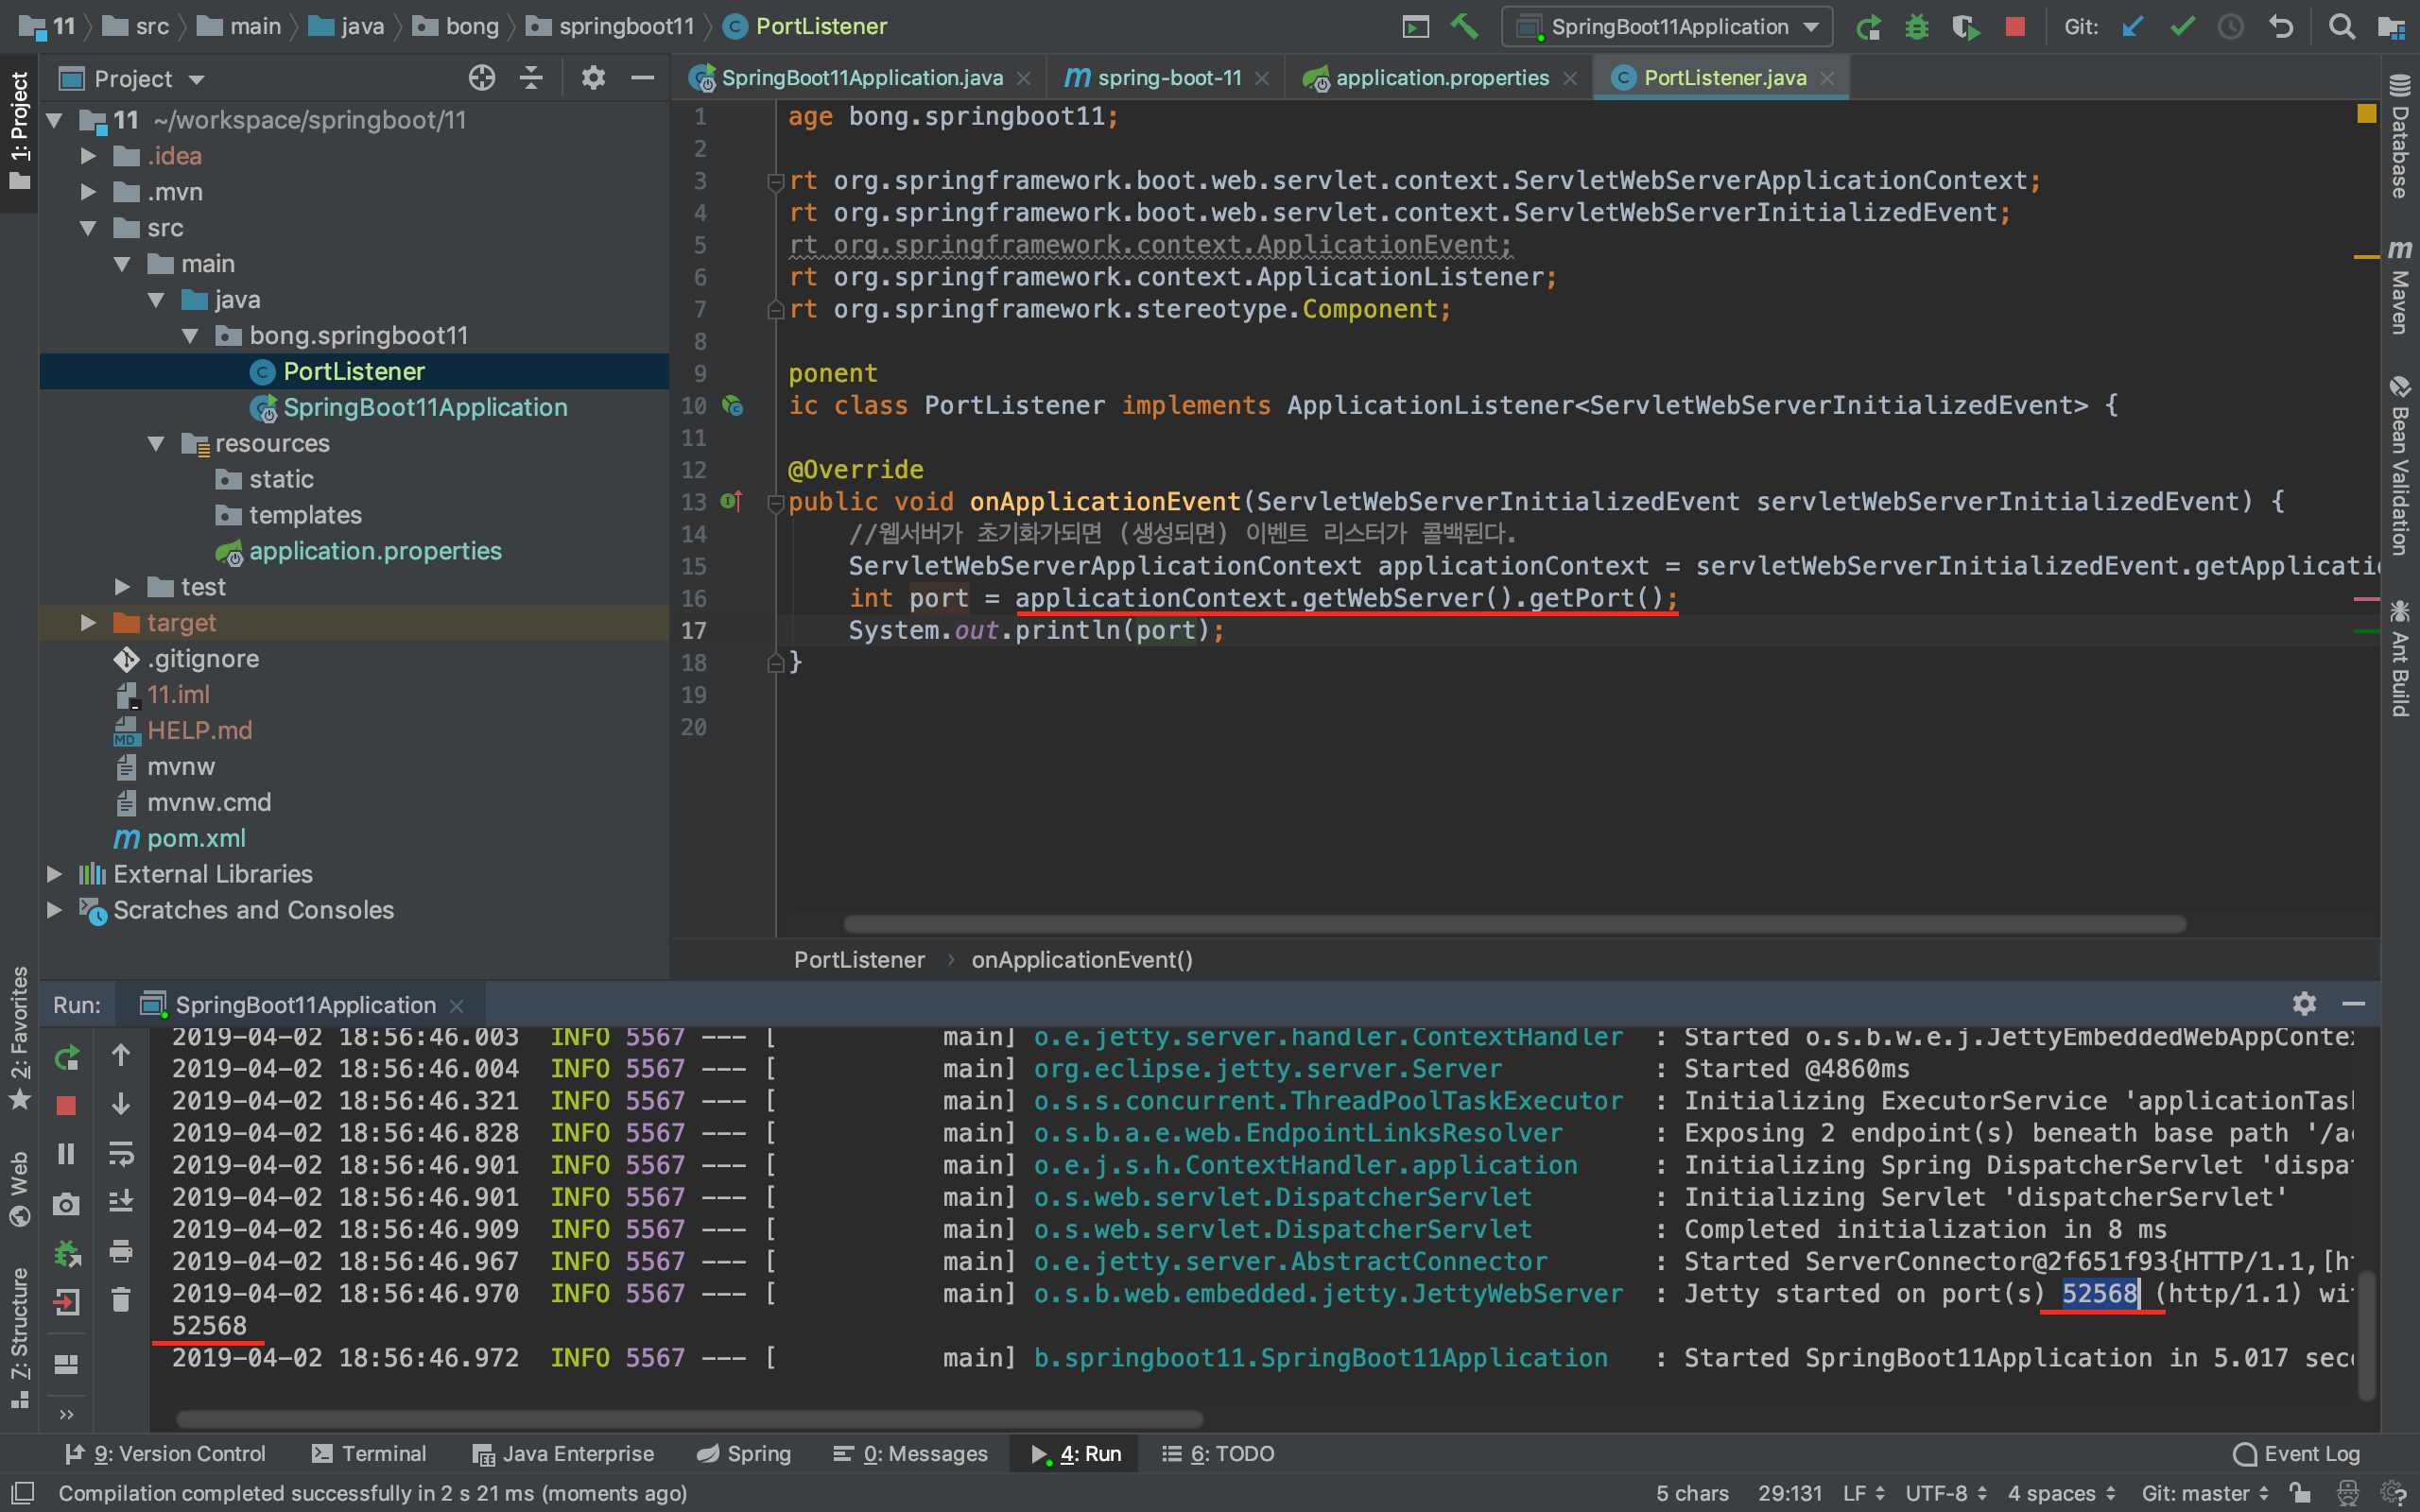 11 src main java bong springboot11 PortListener SpringBoot11Application Git:
1: Project
Project
11 ~/workspace/springboot/11
.idea
.mvn
src
main
java
bong.springboot11
PortListener
SpringBoot11Application
resources
static
templates
application.properties
test
target
.gitignore
11.iml
HELP.md
mvnw
mvnw.cmd
pom.xml
External Libraries
Scratches and Consoles
SpringBoot11Application.java spring-boot-11 application.properties PortListener.java
1 age bong.springboot11;
2
3 rt org.springframework.boot.web.servlet.context.ServletWebServerApplicationContext;
4 rt org.springframework.boot.web.servlet.context.ServletWebServerInitializedEvent;
5 rt org.springframework.context.ApplicationEvent;
6 rt org.springframework.context.ApplicationListener;
7 rt org.springframework.stereotype.Component;
8
9 ponent
10 ic class PortListener implements ApplicationListener<ServletWebServerInitializedEvent> {
11
12 @Override
13 public void onApplicationEvent(ServletWebServerInitializedEvent servletWebServerInitializedEvent) {
14 //웹서버가 초기화가되면 (생성되면) 이벤트 리스터가 콜백된다.
15 ServletWebServerApplicationContext applicationContext = servletWebServerInitializedEvent.getApplicati
16 int port = applicationContext.getWebServer().getPort();
17 System.out.println(port);
18 }
19
20
PortListener › onApplicationEvent()
Database
Maven
Bean Validation
Ant Build
2: Favorites
Web
Z: Structure
Run: SpringBoot11Application
2019-04-02 18:56:46.003 INFO 5567 --- [ main] o.e.jetty.server.handler.ContextHandler : Started o.s.b.w.e.j.JettyEmbeddedWebAppContex
2019-04-02 18:56:46.004 INFO 5567 --- [ main] org.eclipse.jetty.server.Server : Started @4860ms
2019-04-02 18:56:46.321 INFO 5567 --- [ main] o.s.s.concurrent.ThreadPoolTaskExecutor : Initializing ExecutorService 'applicationTas
2019-04-02 18:56:46.828 INFO 5567 --- [ main] o.s.b.a.e.web.EndpointLinksResolver : Exposing 2 endpoint(s) beneath base path '/a
2019-04-02 18:56:46.901 INFO 5567 --- [ main] o.e.j.s.h.ContextHandler.application : Initializing Spring DispatcherServlet 'dispat
2019-04-02 18:56:46.901 INFO 5567 --- [ main] o.s.web.servlet.DispatcherServlet : Initializing Servlet 'dispatcherServlet'
2019-04-02 18:56:46.909 INFO 5567 --- [ main] o.s.web.servlet.DispatcherServlet : Completed initialization in 8 ms
2019-04-02 18:56:46.967 INFO 5567 --- [ main] o.e.jetty.server.AbstractConnector : Started ServerConnector@2f651f93{HTTP/1.1,[h
2019-04-02 18:56:46.970 INFO 5567 --- [ main] o.s.b.web.embedded.jetty.JettyWebServer : Jetty started on port(s) 52568 (http/1.1) wi
52568
2019-04-02 18:56:46.972 INFO 5567 --- [ main] b.springboot11.SpringBoot11Application : Started SpringBoot11Application in 5.017 sec
9: Version Control Terminal Java Enterprise Spring 0: Messages 4: Run 6: TODO Event Log
Compilation completed successfully in 2 s 21 ms (moments ago) 5 chars 29:131 LF UTF-8 4 spaces Git: master